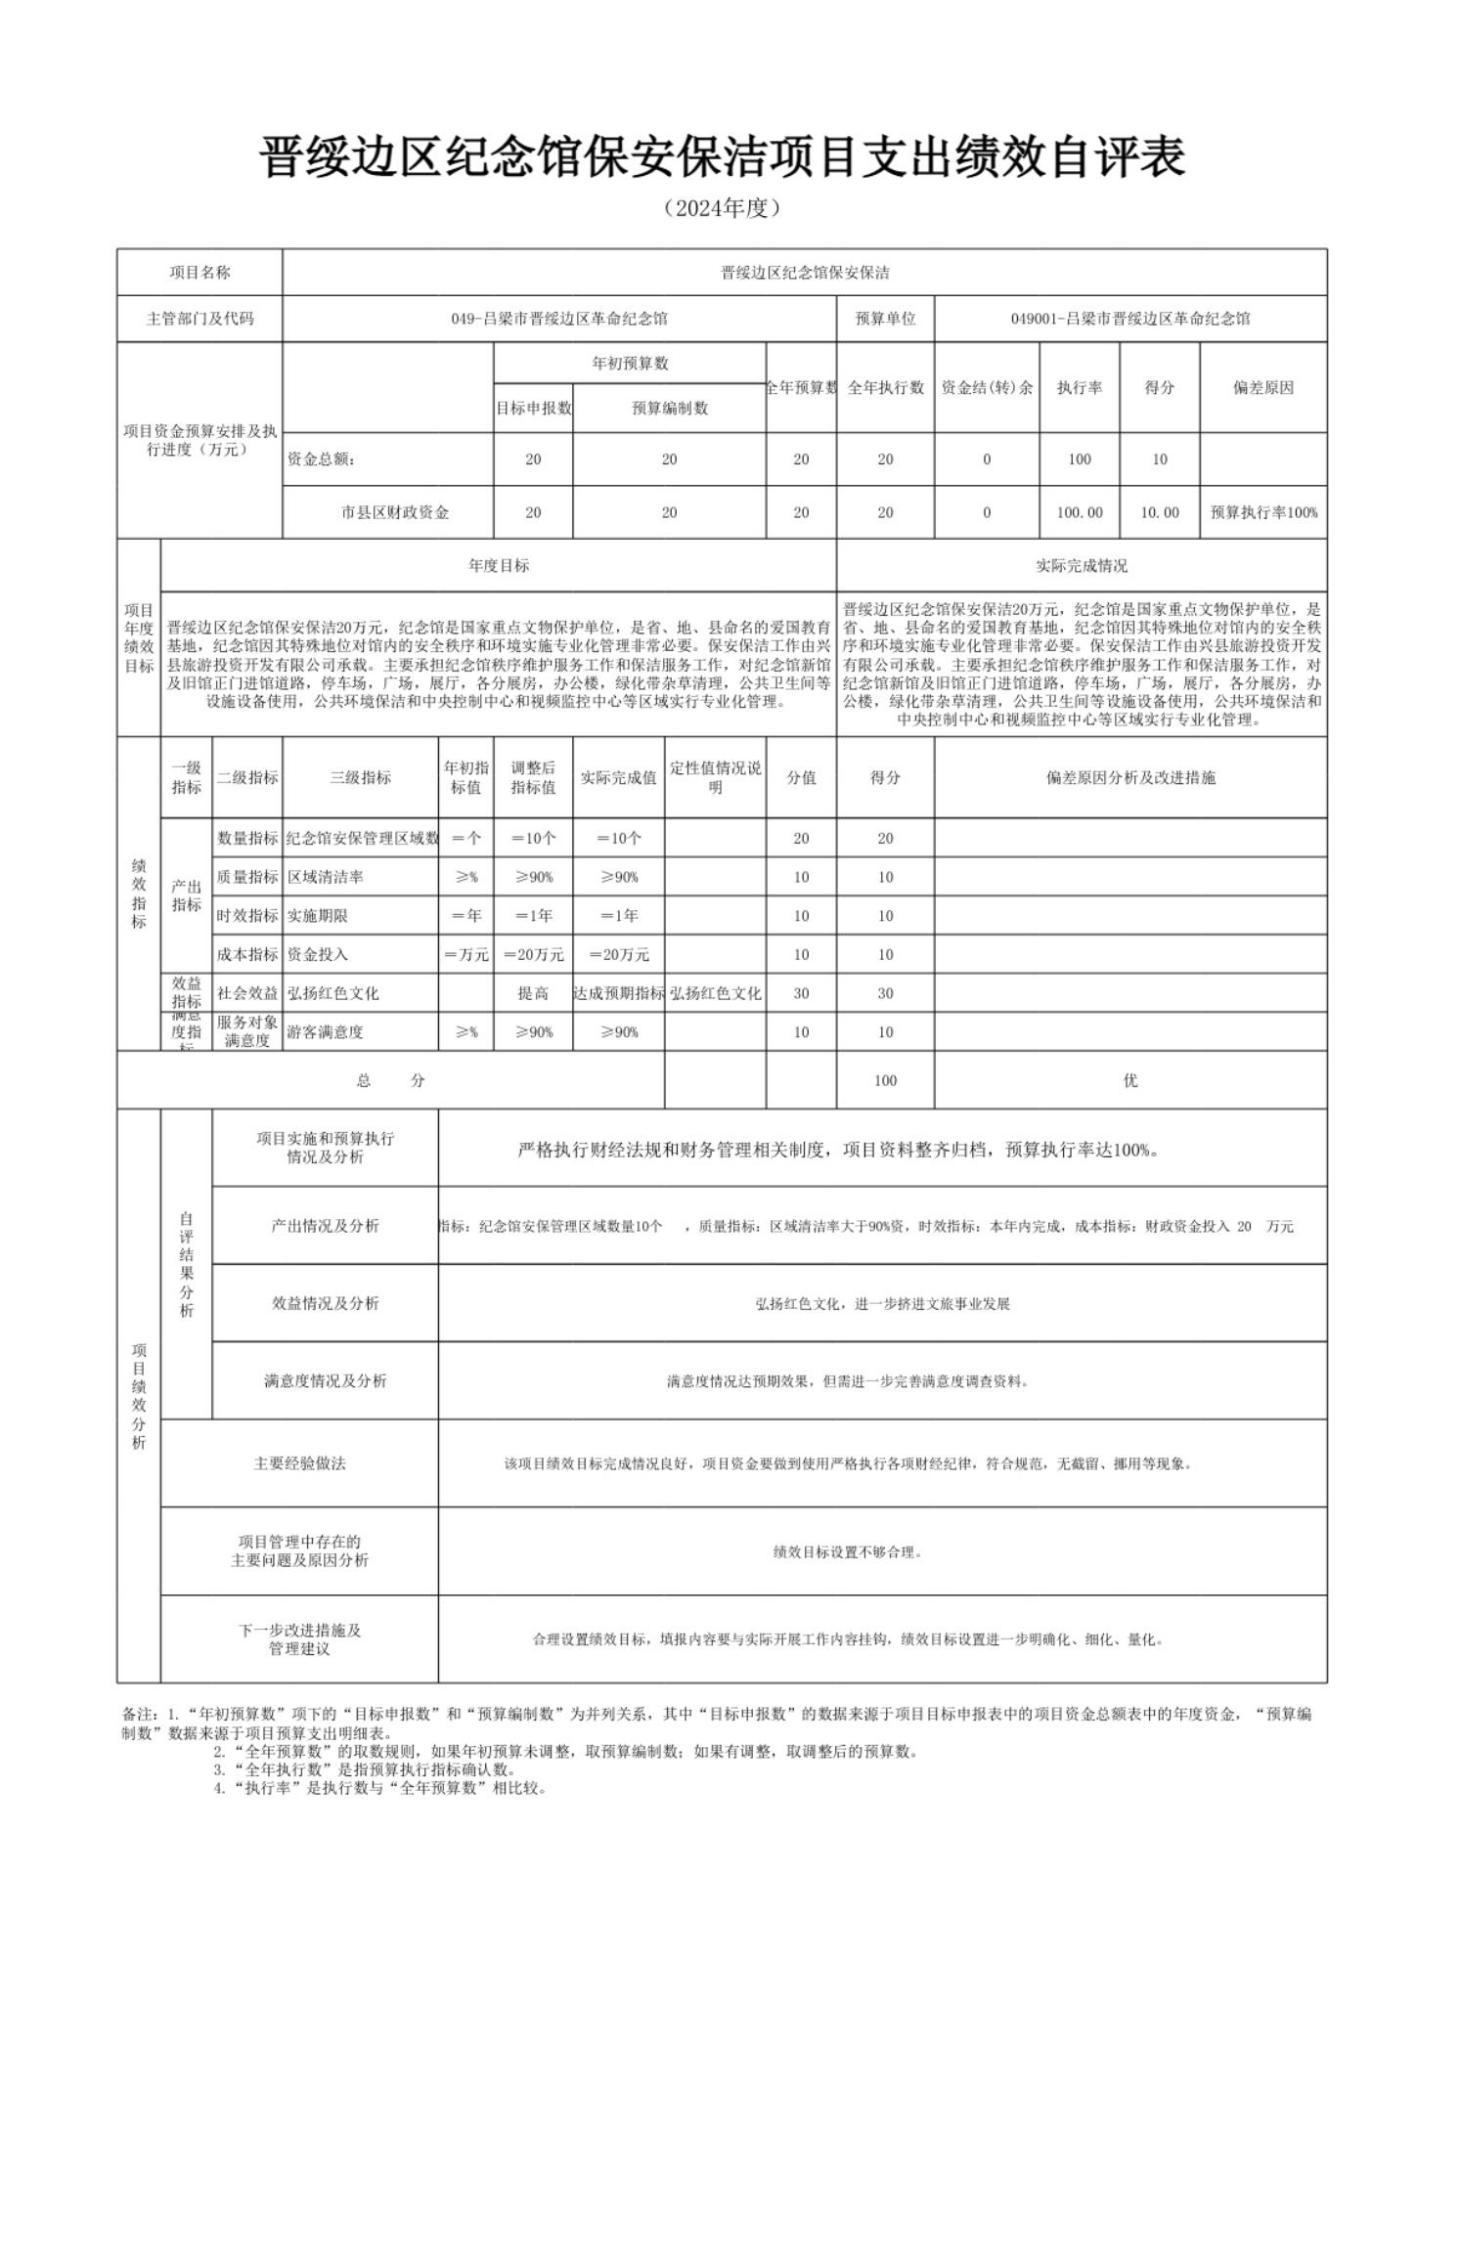 晋绥边区纪念馆保安保洁项目支出绩效自评表
（2024年度）
项目名称
晋绥边区纪念馆保安保洁
主管部门及代码
049-吕梁市晋绥边区革命纪念馆
预算单位
049001-吕梁市晋绥边区革命纪念馆
项目资金预算安排及执
行进度（万元）
年初预算数
目标申报数
预算编制数
全年预算数
全年执行数
资金结(转)余
执行率
得分
偏差原因
资金总额：
20
20
20
20
0
100
10
市县区财政资金
20
20
20
20
0
100.00
10.00
预算执行率100%
项目
年度
绩效
目标
年度目标
实际完成情况
晋绥边区纪念馆保安保洁20万元，纪念馆是国家重点文物保护单位，是省、地、县命名的爱国教育
基地，纪念馆因其特殊地位对馆内的安全秩序和环境实施专业化管理非常必要。保安保洁工作由兴
县旅游投资开发有限公司承载。主要承担纪念馆秩序维护服务工作和保洁服务工作，对纪念馆新馆
及旧馆正门进馆道路，停车场，广场，展厅，各分展房，办公楼，绿化带杂草清理，公共卫生间等
设施设备使用，公共环境保洁和中央控制中心和视频监控中心等区域实行专业化管理。
晋绥边区纪念馆保安保洁20万元，纪念馆是国家重点文物保护单位，是
省、地、县命名的爱国教育基地，纪念馆因其特殊地位对馆内的安全秩
序和环境实施专业化管理非常必要。保安保洁工作由兴县旅游投资开发
有限公司承载。主要承担纪念馆秩序维护服务工作和保洁服务工作，对
纪念馆新馆及旧馆正门进馆道路，停车场，广场，展厅，各分展房，办
公楼，绿化带杂草清理，公共卫生间等设施设备使用，公共环境保洁和
中央控制中心和视频监控中心等区域实行专业化管理。
绩
效
指
标
一级
指标
二级指标
三级指标
年初指
标值
调整后
指标值
实际完成值
定性值情况说
明
分值
得分
偏差原因分析及改进措施
产出
指标
数量指标
纪念馆安保管理区域数
＝个
＝10个
＝10个
20
20
质量指标
区域清洁率
≥%
≥90%
≥90%
10
10
时效指标
实施期限
＝年
＝1年
＝1年
10
10
成本指标
资金投入
＝万元
＝20万元
＝20万元
10
10
效益
指标
社会效益
弘扬红色文化
提高
达成预期指标
弘扬红色文化
30
30
满意
度指
标
服务对象
满意度
游客满意度
≥%
≥90%
≥90%
10
10
总 分
100
优
项
目
绩
效
分
析
自
评
结
果
分
析
项目实施和预算执行
情况及分析
严格执行财经法规和财务管理相关制度，项目资料整齐归档，预算执行率达100%。
产出情况及分析
指标：纪念馆安保管理区域数量10个 ，质量指标：区域清洁率大于90%资，时效指标：本年内完成，成本指标：财政资金投入 20 万元
效益情况及分析
弘扬红色文化，进一步挤进文旅事业发展
满意度情况及分析
满意度情况达预期效果，但需进一步完善满意度调查资料。
主要经验做法
该项目绩效目标完成情况良好，项目资金要做到使用严格执行各项财经纪律，符合规范，无截留、挪用等现象。
项目管理中存在的
主要问题及原因分析
绩效目标设置不够合理。
下一步改进措施及
管理建议
合理设置绩效目标，填报内容要与实际开展工作内容挂钩，绩效目标设置进一步明确化、细化、量化。
备注：1.“年初预算数”项下的“目标申报数”和“预算编制数”为并列关系，其中“目标申报数”的数据来源于项目目标申报表中的项目资金总额表中的年度资金，“预算编
制数”数据来源于项目预算支出明细表。
2.“全年预算数”的取数规则，如果年初预算未调整，取预算编制数；如果有调整，取调整后的预算数。
3.“全年执行数”是指预算执行指标确认数。
4.“执行率”是执行数与“全年预算数”相比较。